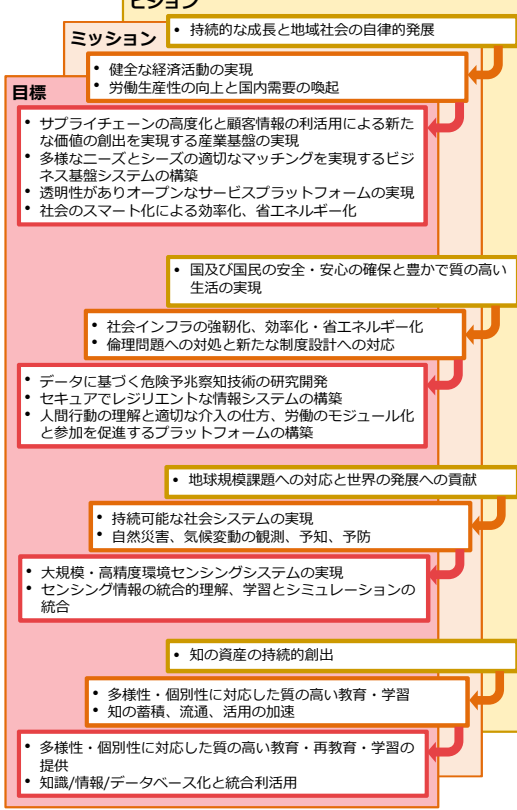 ビジョン
• 持続的な成長と地域社会の自律的発展
ミッション
• 健全な経済活動の実現
• 労働生産性の向上と国内需要の喚起
目標
• サプライチェーンの高度化と顧客情報の利活用による新た
な価値の創出を実現する産業基盤の実現
• 多様なニーズとシーズの適切なマッチングを実現するビジ
ネス基盤システムの構築
• 透明性がありオープンなサービスプラットフォームの実現
• 社会のスマート化による効率化、省エネルギー化
• 国及び国民の安全・安心の確保と豊かで質の高い
生活の実現
• 社会インフラの強靭化、効率化・省エネルギー化
• 倫理問題への対処と新たな制度設計への対応
• データに基づく危険予兆察知技術の研究開発
• セキュアでレジリエントな情報システムの構築
• 人間行動の理解と適切な介入の仕方、労働のモジュール化
と参加を促進するプラットフォームの構築
• 地球規模課題への対応と世界の発展への貢献
• 持続可能な社会システムの実現
• 自然災害、気候変動の観測、予知、予防
• 大規模・高精度環境センシングシステムの実現
• センシング情報の統合的理解、学習とシミュレーションの
統合
• 知の資産の持続的創出
• 多様性・個別性に対応した質の高い教育・学習
• 知の蓄積、流通、活用の加速
• 多様性・個別性に対応した質の高い教育・再教育・学習の
提供
• 知識/情報/データベース化と統合利活用